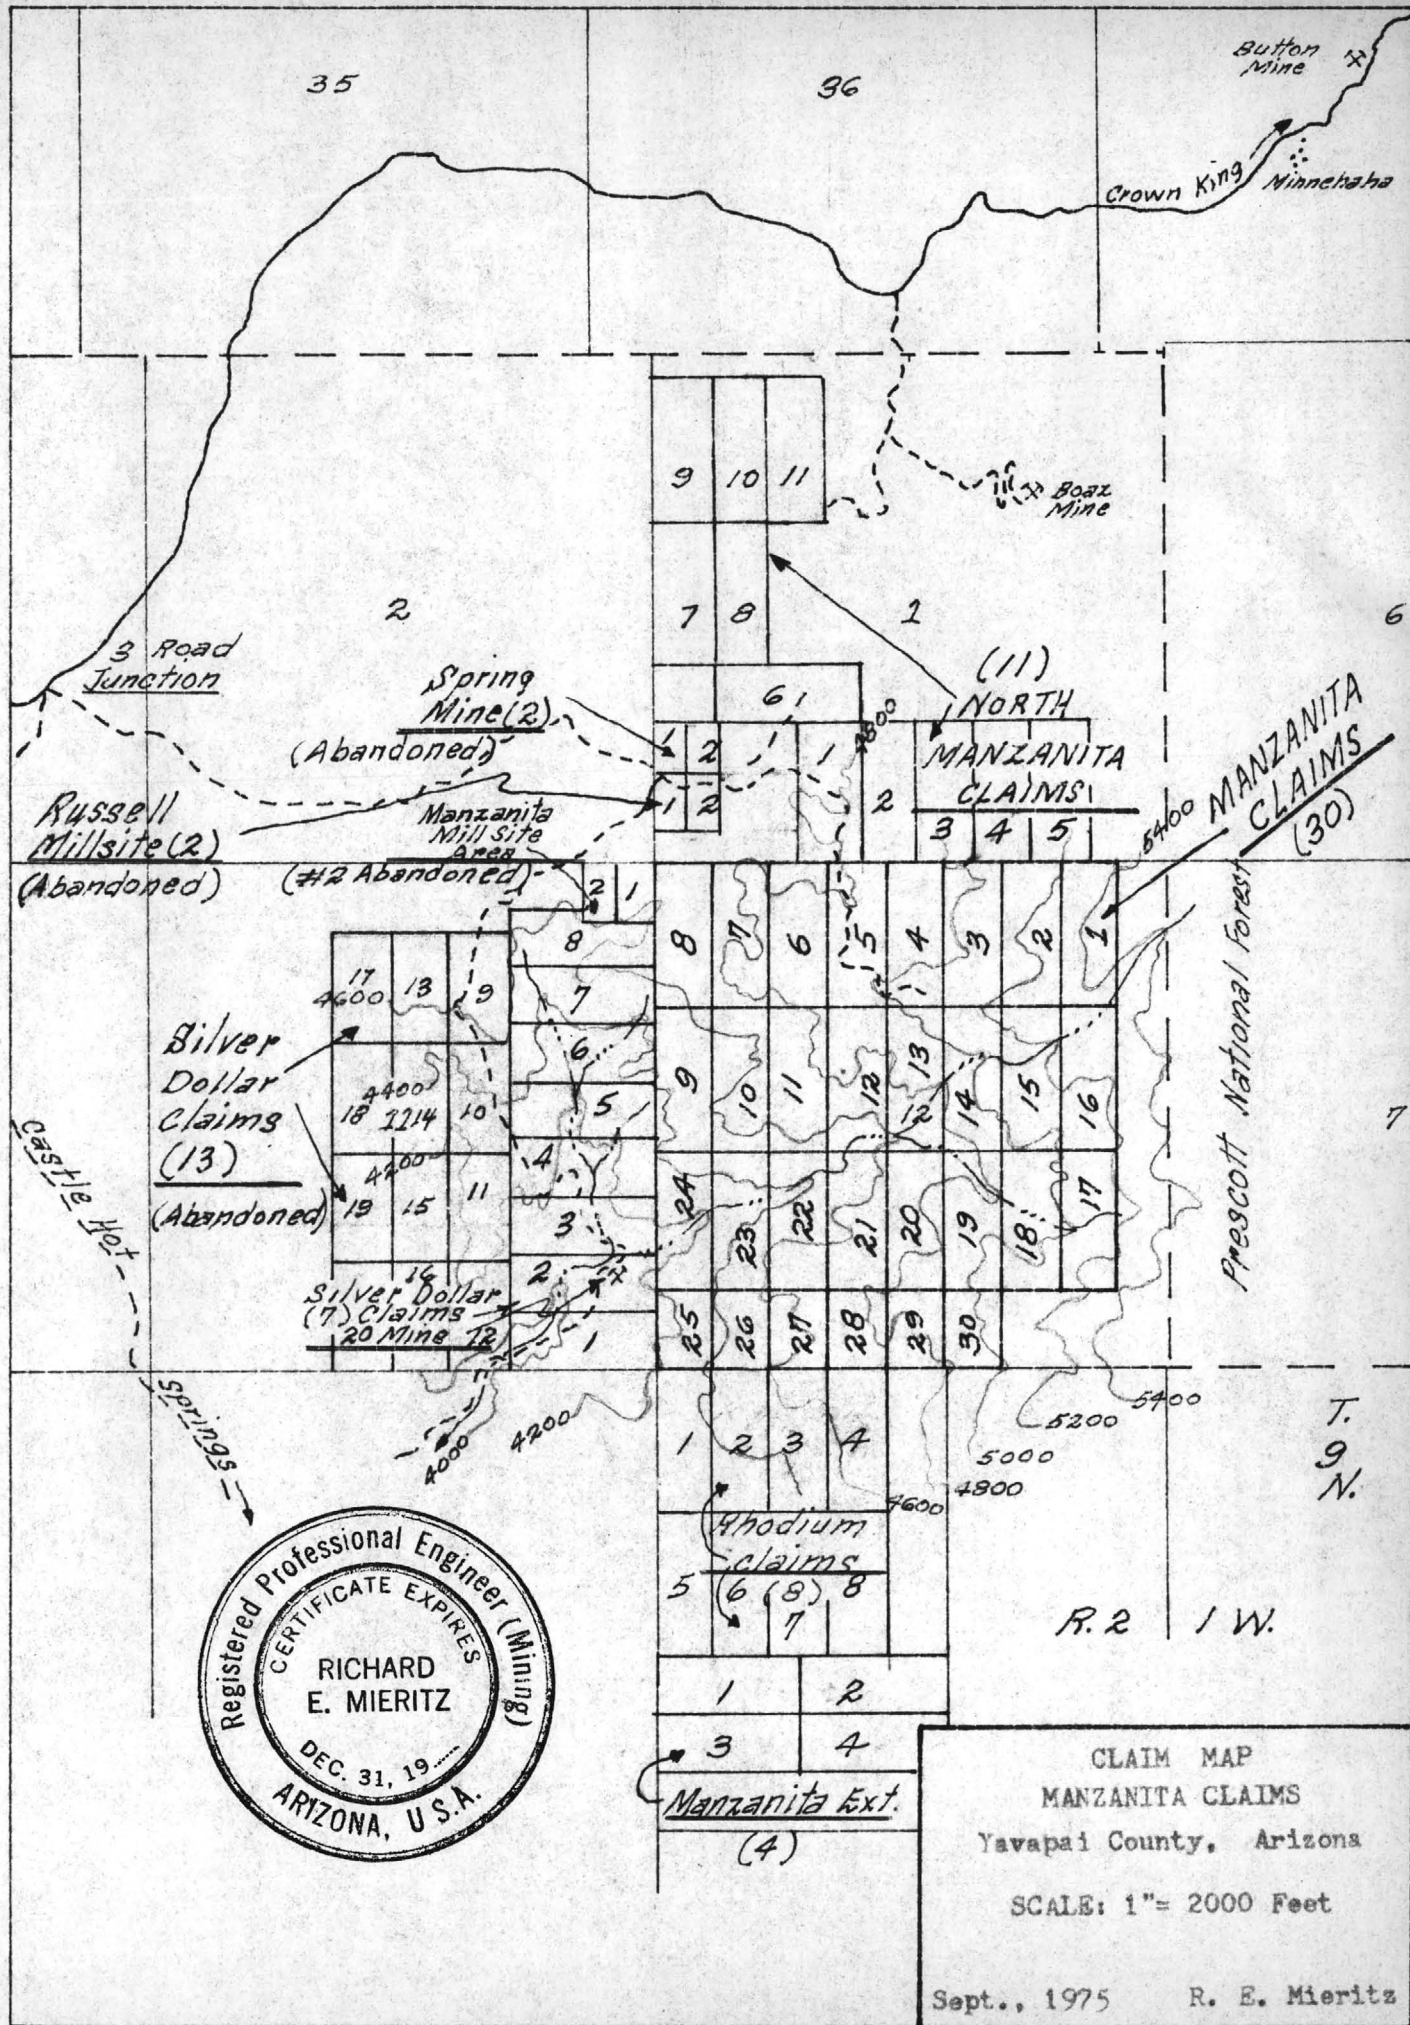 35
36
Button
Mine
Crown King
Minnehaha
9 10 11
Boaz
Mine
2
7 8
1
6
3 Road
Junction
Spring
Mine (2)
(Abandoned)
(11)
NORTH
MANZANITA
CLAIMS
6
1 2
1
4800
2
3 4 5
1 2
Russell
Millsite (2)
(Abandoned)
Manzanita
Mill Site
Area
(#2 Abandoned)
2 1
5400
MANZANITA
CLAIMS
(30)
Prescott National Forest
8 7 6 5 4 3 2 1
8
7
6
5
4
3
2
1
17 13 9
4600
Silver
Dollar
Claims
(13)
(Abandoned)
4400
18 14 10
4200
19 15 11
16
9 10 11 12 13 14 15 16
12
7
24 23 22 21 20 19 18 17
Silver Dollar
(7) Claims
20 Mine 12
25 26 27 28 29 30
Castle Hot Springs
4000
4200
5400
5200
5000
4800
4600
T.
9
N.
1 2 3 4
Rhodium
Claims
5 6 (8) 8
7
R. 2 1 W.
1 2
3 4
Manzanita Ext.
(4)
Registered Professional Engineer (Mining)
CERTIFICATE EXPIRES
RICHARD
E. MIERITZ
DEC. 31, 19......
ARIZONA, U.S.A.
CLAIM MAP
MANZANITA CLAIMS
Yavapai County, Arizona
SCALE: 1"= 2000 Feet
Sept., 1975 R. E. Mieritz